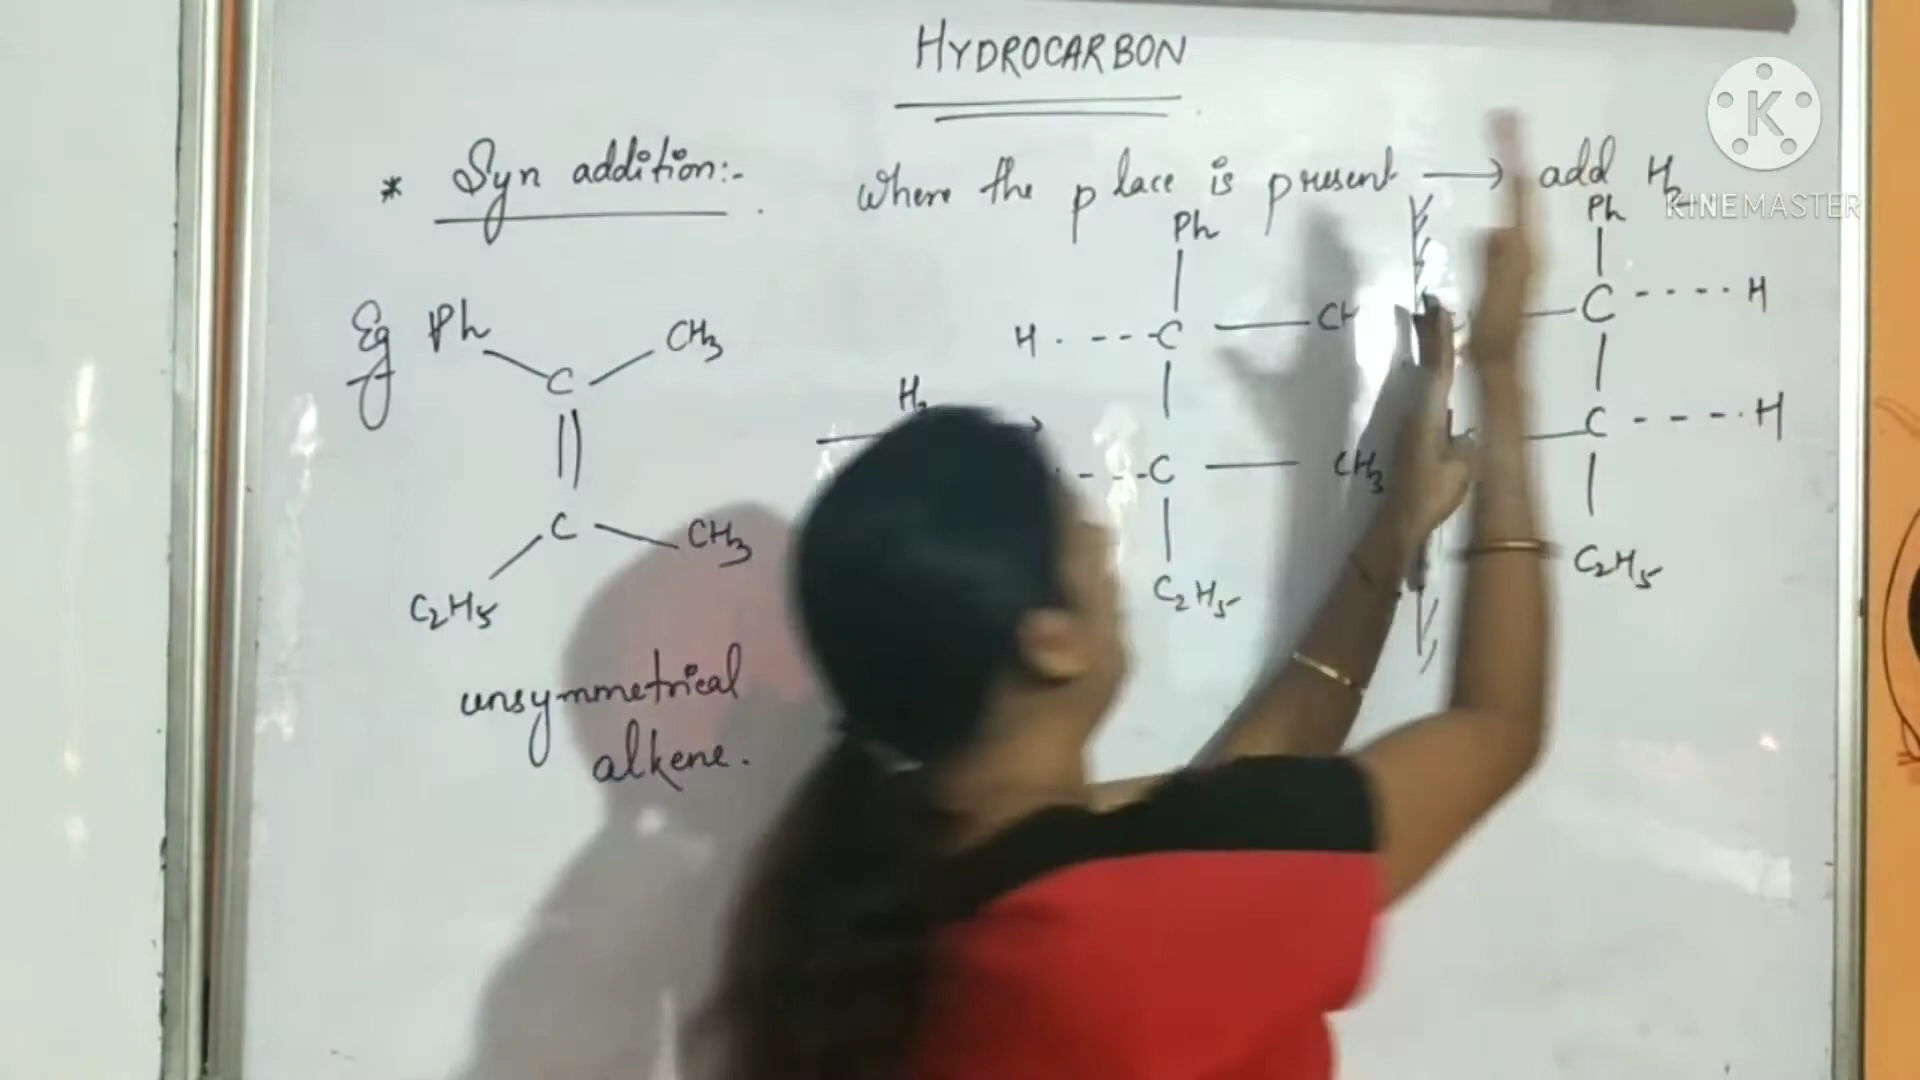 HYDROCARBON
* Syn addition:- where the place is present → add H2
K
KINEMASTER
Eg Ph CH3
C
C CH3
C2H5
unsymmetrical
alkene.
H2
Ph
H C
C CH3
C2H5
Ph
C H
C H
C2H5